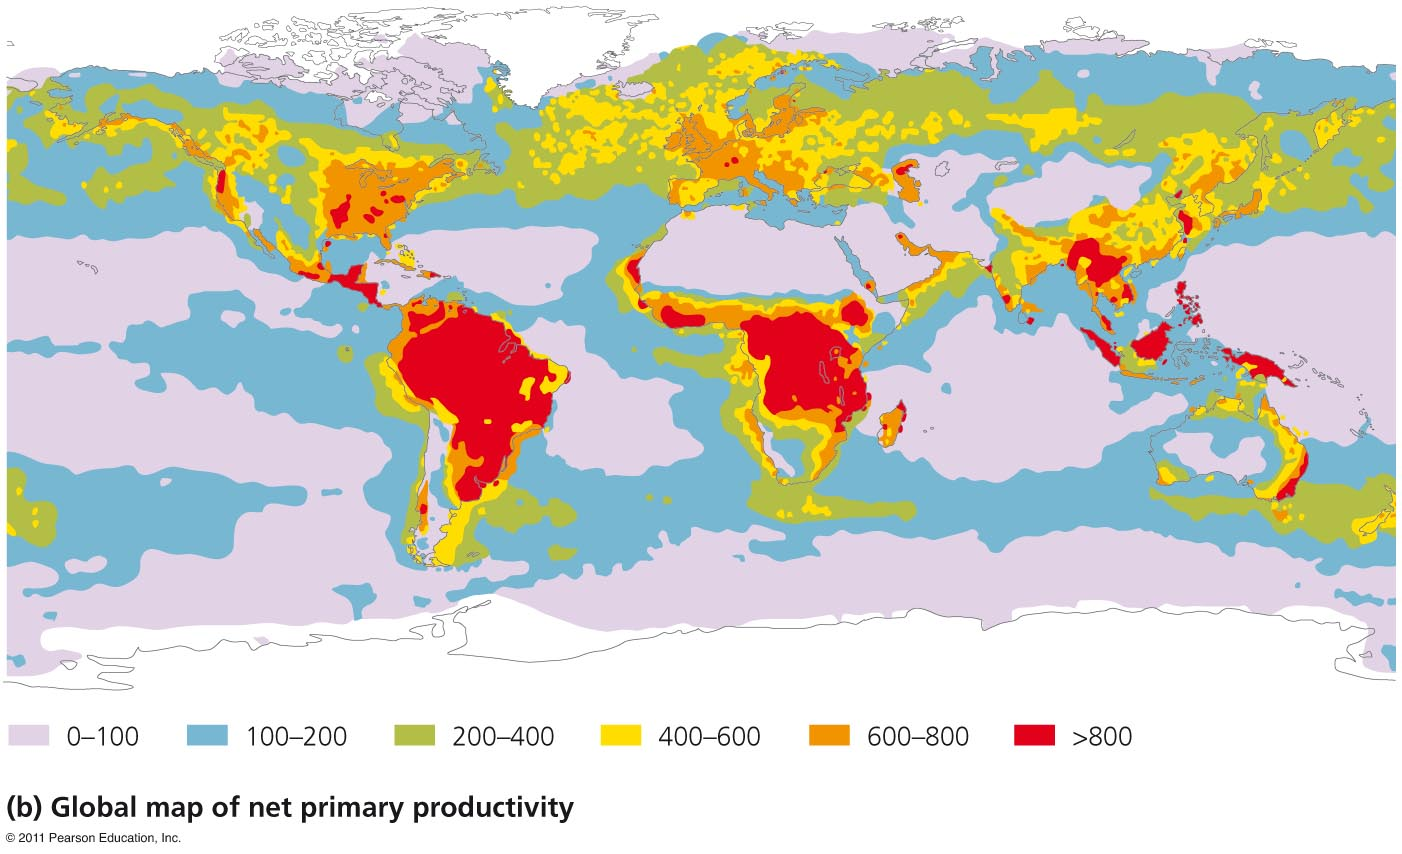 0–100 100–200 200–400 400–600 600–800 >800
(b) Global map of net primary productivity
© 2011 Pearson Education, Inc.